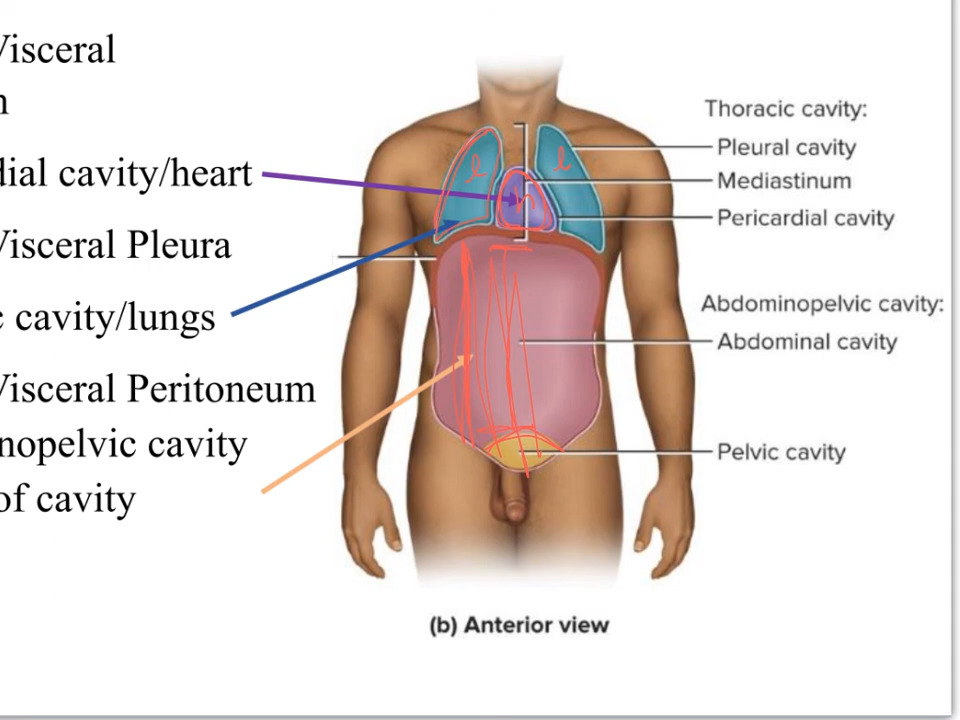 Visceral
dial cavity/heart
Visceral Pleura
c cavity/lungs
Visceral Peritoneum
nopelvic cavity
of cavity
Thoracic cavity:
Pleural cavity
Mediastinum
Pericardial cavity
Abdominopelvic cavity:
Abdominal cavity
Pelvic cavity
l
l
h
(b) Anterior view